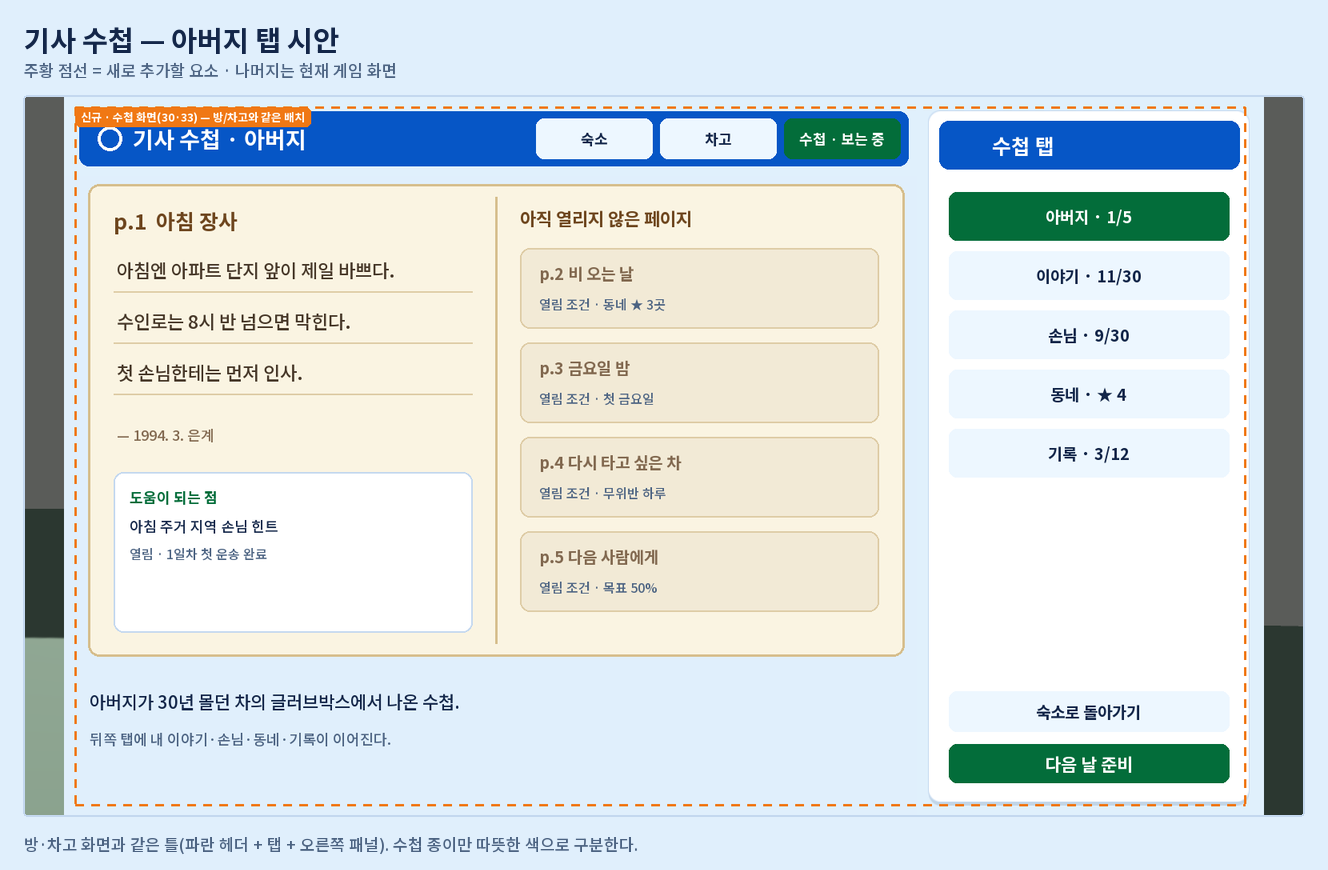 기사 수첩 — 아버지 탭 시안
주황 점선 = 새로 추가할 요소 · 나머지는 현재 게임 화면
신규 · 수첩 화면(30·33) — 방/차고와 같은 배치
기사 수첩 · 아버지
숙소
차고
수첩 · 보는 중
p.1 아침 장사
아침엔 아파트 단지 앞이 제일 바쁘다.
수인로는 8시 반 넘으면 막힌다.
첫 손님한테는 먼저 인사.
— 1994. 3. 은계
도움이 되는 점
아침 주거 지역 손님 힌트
열림 · 1일차 첫 운송 완료
아직 열리지 않은 페이지
p.2 비 오는 날
열림 조건 · 동네 ★ 3곳
p.3 금요일 밤
열림 조건 · 첫 금요일
p.4 다시 타고 싶은 차
열림 조건 · 무위반 하루
p.5 다음 사람에게
열림 조건 · 목표 50%
아버지가 30년 몰던 차의 글러브박스에서 나온 수첩.
뒤쪽 탭에 내 이야기·손님·동네·기록이 이어진다.
수첩 탭
아버지 · 1/5
이야기 · 11/30
손님 · 9/30
동네 · ★ 4
기록 · 3/12
숙소로 돌아가기
다음 날 준비
방·차고 화면과 같은 틀(파란 헤더 + 탭 + 오른쪽 패널). 수첩 종이만 따뜻한 색으로 구분한다.